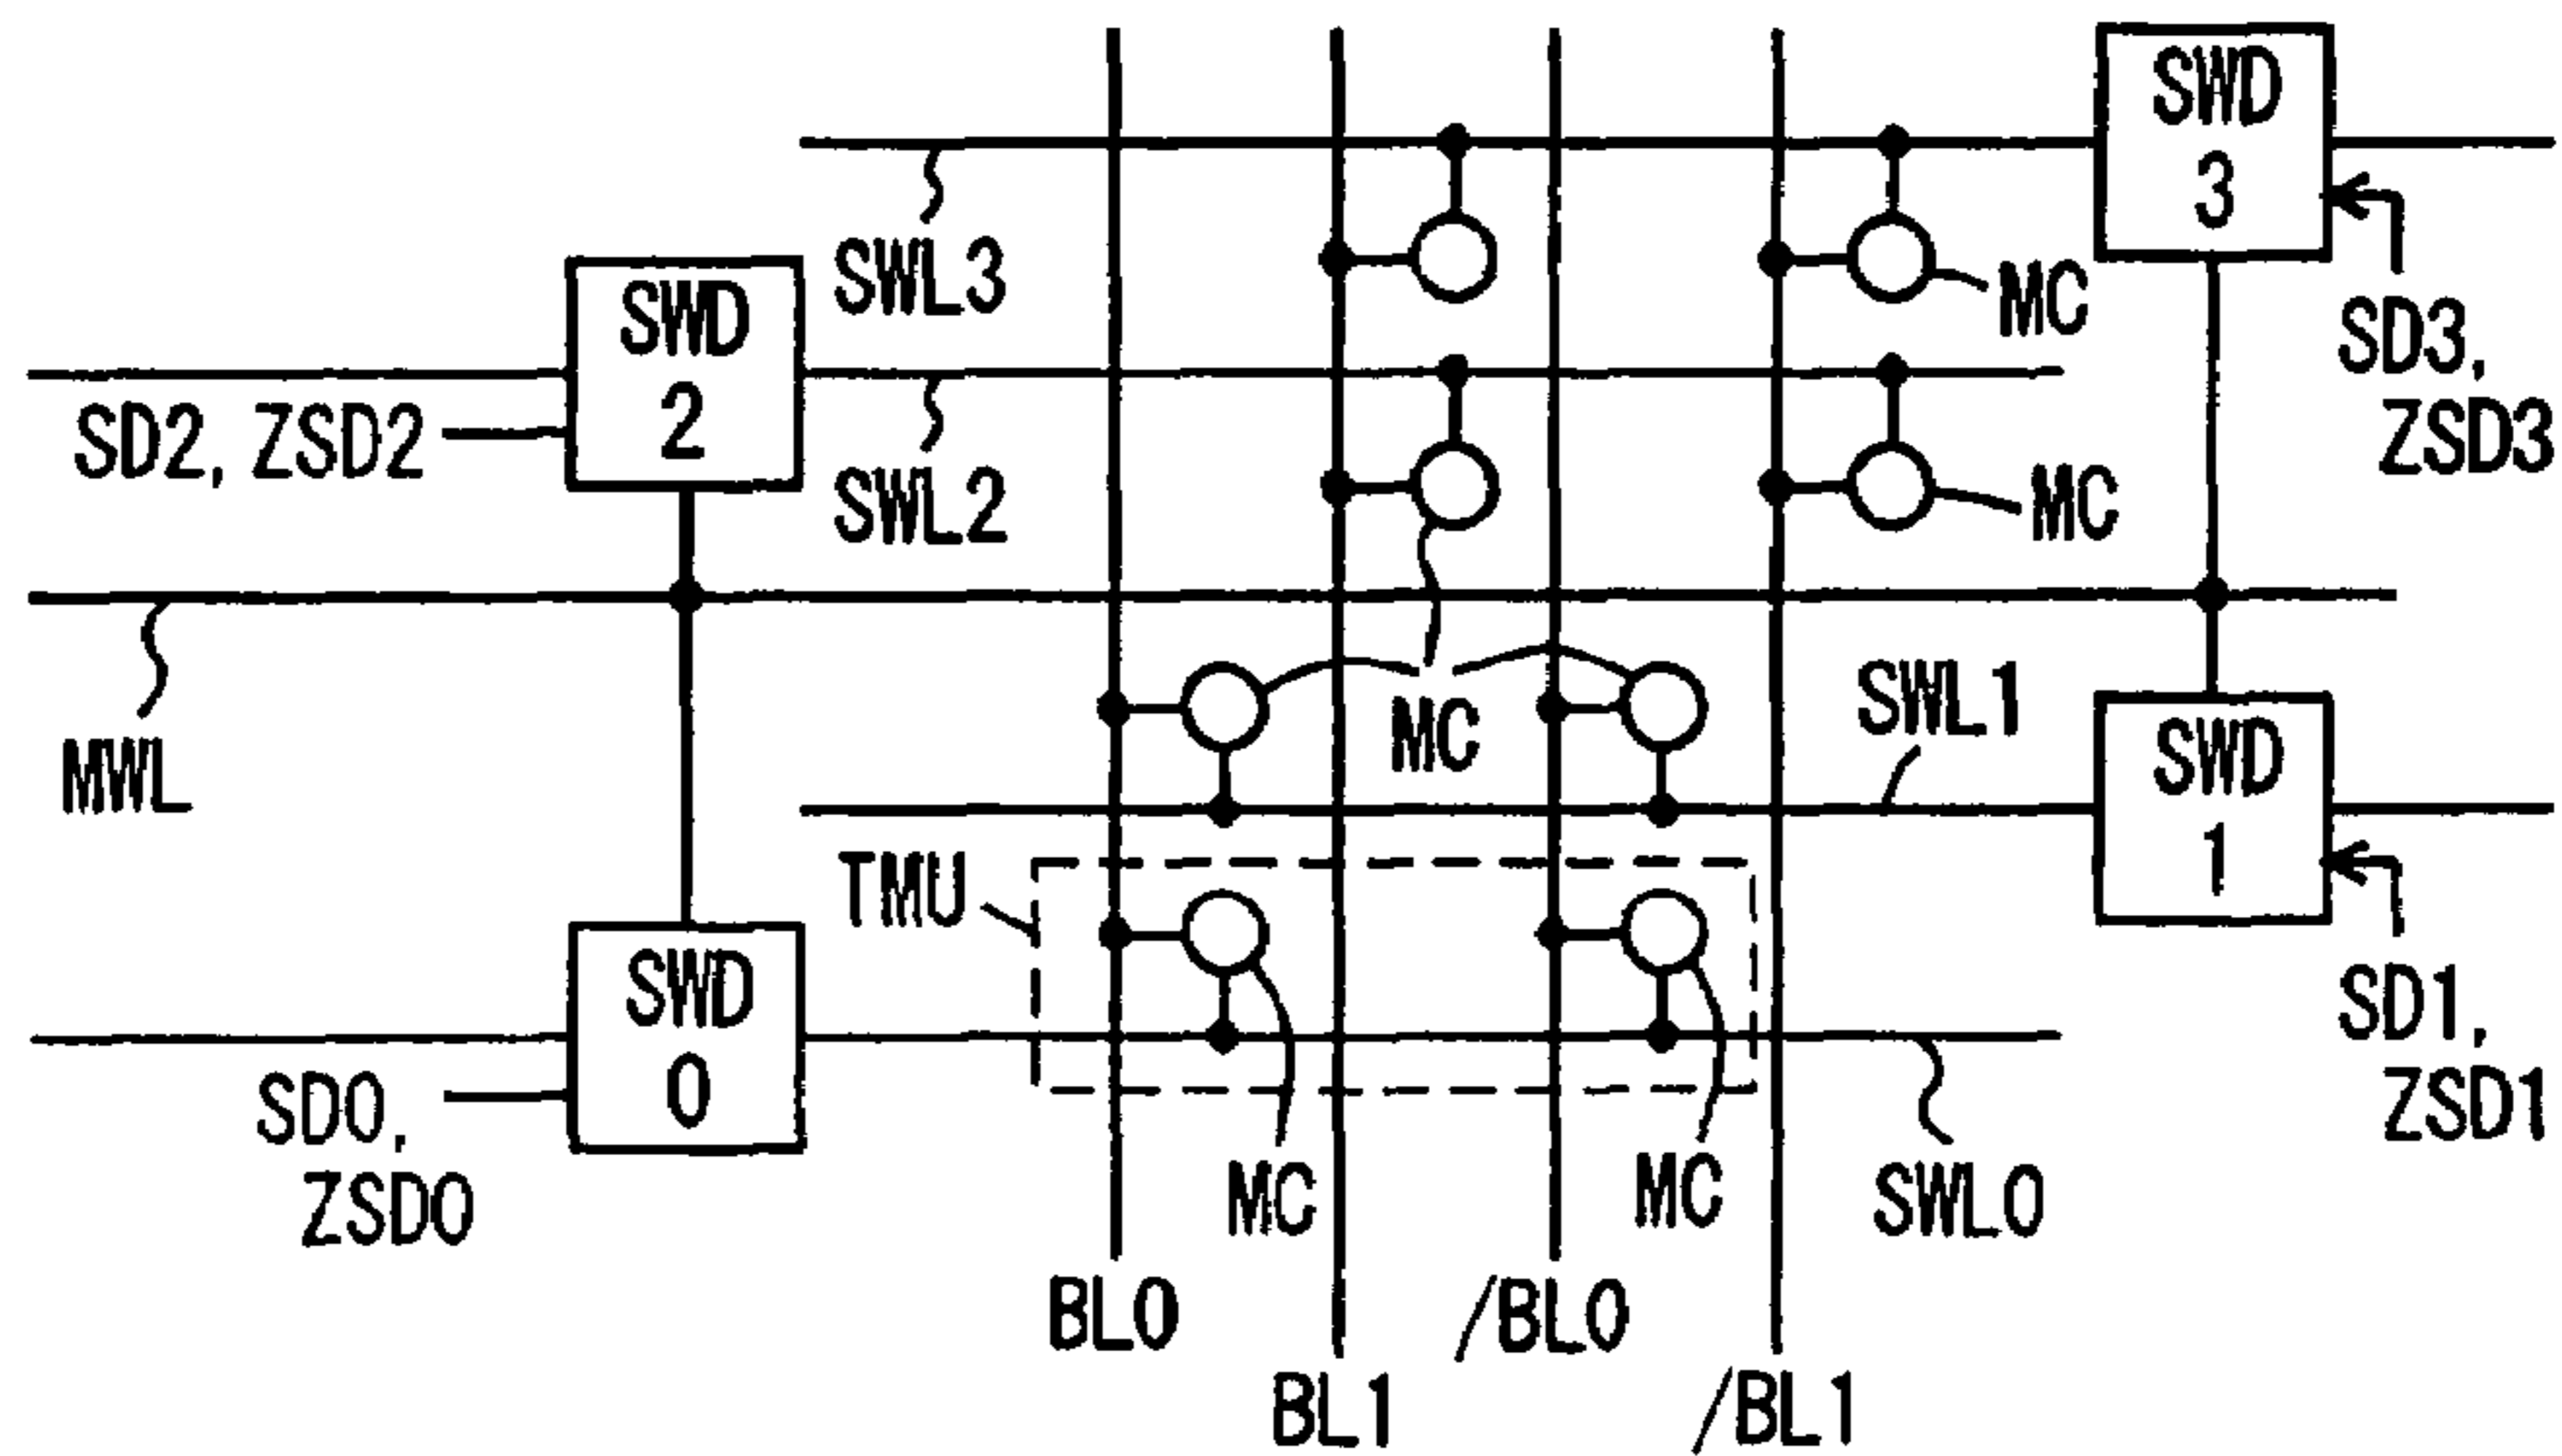 SWD
3
SWL3
SWD
2
MC
SD3,
ZSD3
SD2, ZSD2
SWL2
MC
MWL
MC
SWL1
SWD
1
TMU
SWD
0
SD1,
ZSD1
SD0,
ZSD0
MC
MC
SWL0
BL0
/BL0
BL1
/BL1